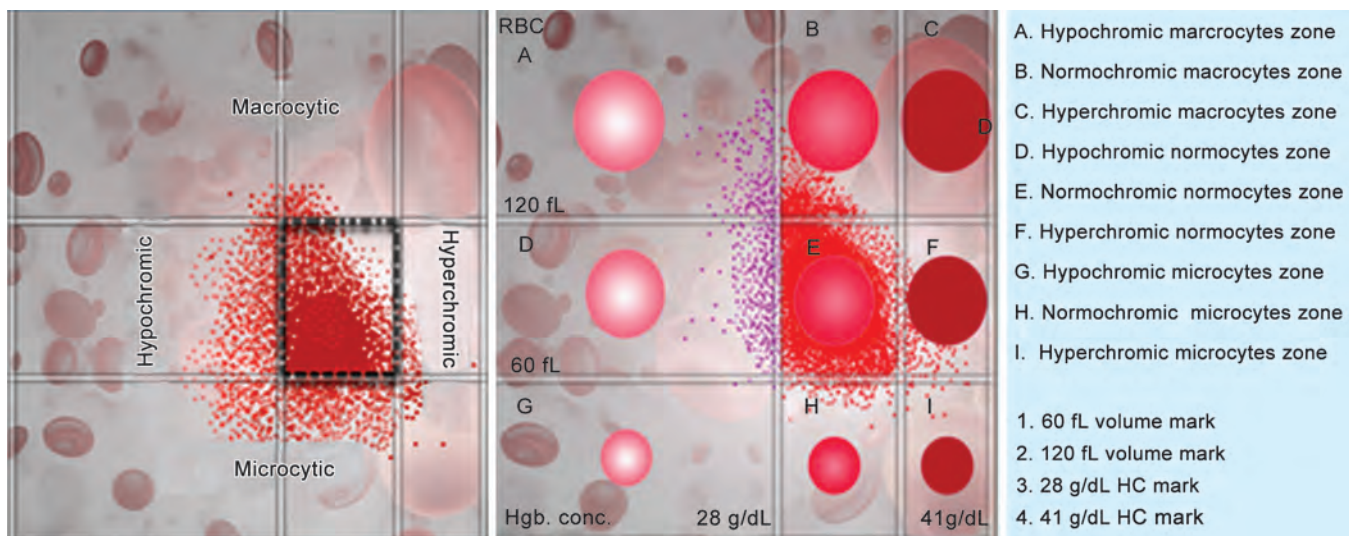 Macrocytic
Hypochromic
Hyperchromic
Microcytic
RBC
A
B
C
D
120 fL
D
E
F
60 fL
G
H
I
Hgb. conc.
28 g/dL
41g/dL
A. Hypochromic marcrocytes zone
B. Normochromic macrocytes zone
C. Hyperchromic macrocytes zone
D. Hypochromic normocytes zone
E. Normochromic normocytes zone
F. Hyperchromic normocytes zone
G. Hypochromic microcytes zone
H. Normochromic microcytes zone
I. Hyperchromic microcytes zone
1. 60 fL volume mark
2. 120 fL volume mark
3. 28 g/dL HC mark
4. 41 g/dL HC mark